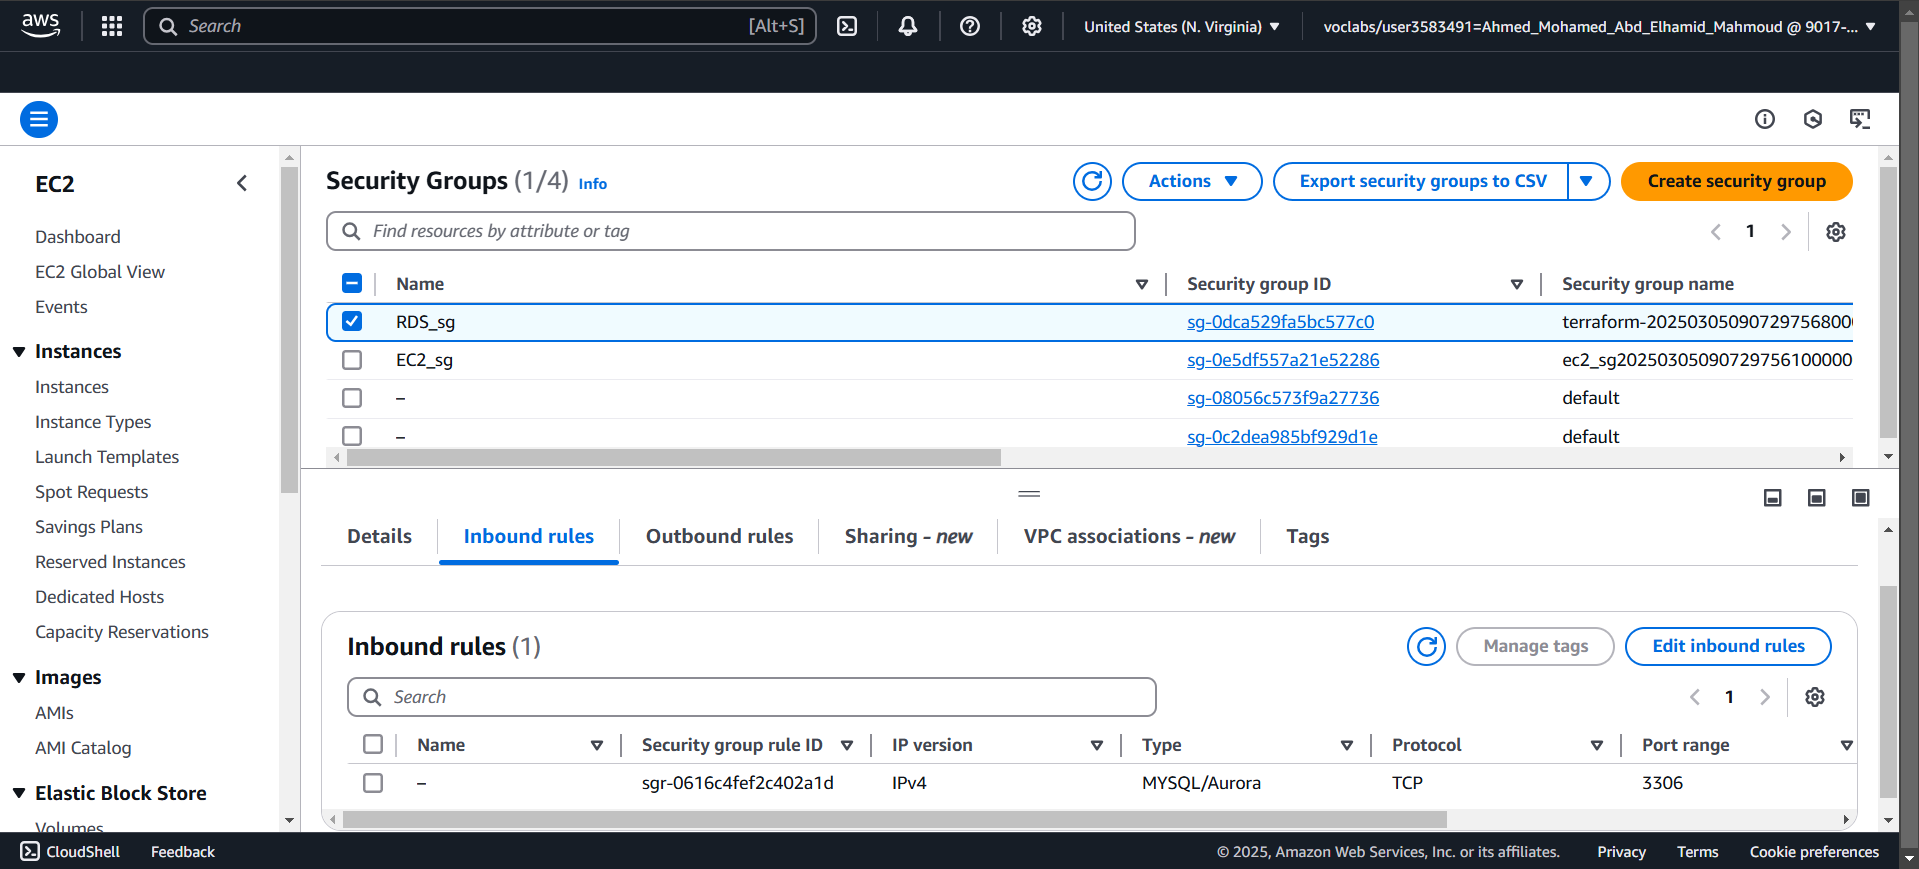 aws
Search [Alt+S]
United States (N. Virginia)
voclabs/user3583491=Ahmed_Mohamed_Abd_Elhamid_Mahmoud @ 9017-...
EC2
Dashboard
EC2 Global View
Events
Instances
Instances
Instance Types
Launch Templates
Spot Requests
Savings Plans
Reserved Instances
Dedicated Hosts
Capacity Reservations
Images
AMIs
AMI Catalog
Elastic Block Store
Volumes
Security Groups (1/4) Info
Actions
Export security groups to CSV
Create security group
Find resources by attribute or tag
1
Name Security group ID Security group name
RDS_sg sg-0dca529fa5bc577c0 terraform-20250305090729756800
EC2_sg sg-0e5df557a21e52286 ec2_sg20250305090729756100000
– sg-08056c573f9a27736 default
– sg-0c2dea985bf929d1e default
Details Inbound rules Outbound rules Sharing - new VPC associations - new Tags
Inbound rules (1)
Manage tags
Edit inbound rules
Search
1
Name Security group rule ID IP version Type Protocol Port range
– sgr-0616c4fef2c402a1d IPv4 MYSQL/Aurora TCP 3306
CloudShell Feedback © 2025, Amazon Web Services, Inc. or its affiliates. Privacy Terms Cookie preferences